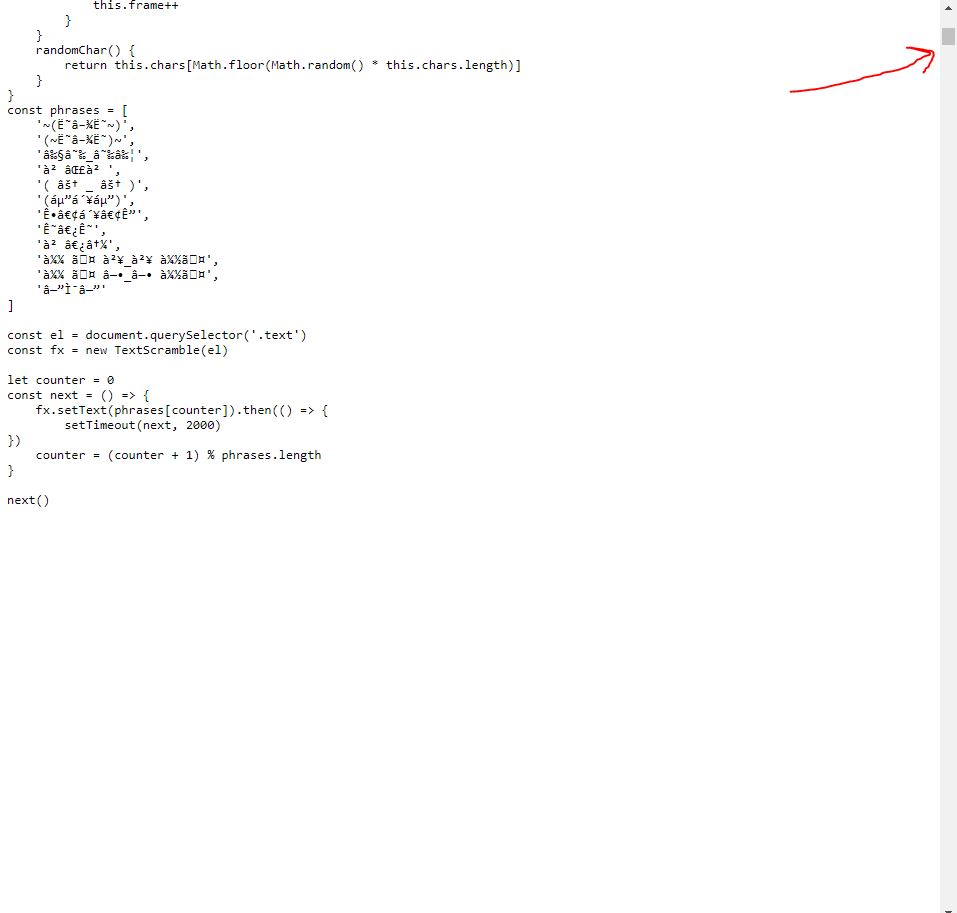 this.frame++
}
}
randomChar() {
return this.chars[Math.floor(Math.random() * this.chars.length)]
}
}
const phrases = [
'~(Ë˜â–¾Ë˜~)',
'(~Ë˜â–¾Ë˜)~',
'â‰§â˜‰_â˜‰â‰¦',
'à² âŒ£à² ',
'( âš† _ âš† )',
'(áµ”á´¥áµ”)',
'Ê•â€¢á´¥â€¢Ê”',
'Ê˜â€¿Ê˜',
'à² â€¿â†¼',
'à¼¼ ã□¤ à²¥_à²¥ à¼½ã□¤',
'à¼¼ ã□¤ â—•_â—• à¼½ã□¤',
'â—”Ì¯â—”'
]
const el = document.querySelector('.text')
const fx = new TextScramble(el)
let counter = 0
const next = () => {
fx.setText(phrases[counter]).then(() => {
setTimeout(next, 2000)
})
counter = (counter + 1) % phrases.length
}
next()